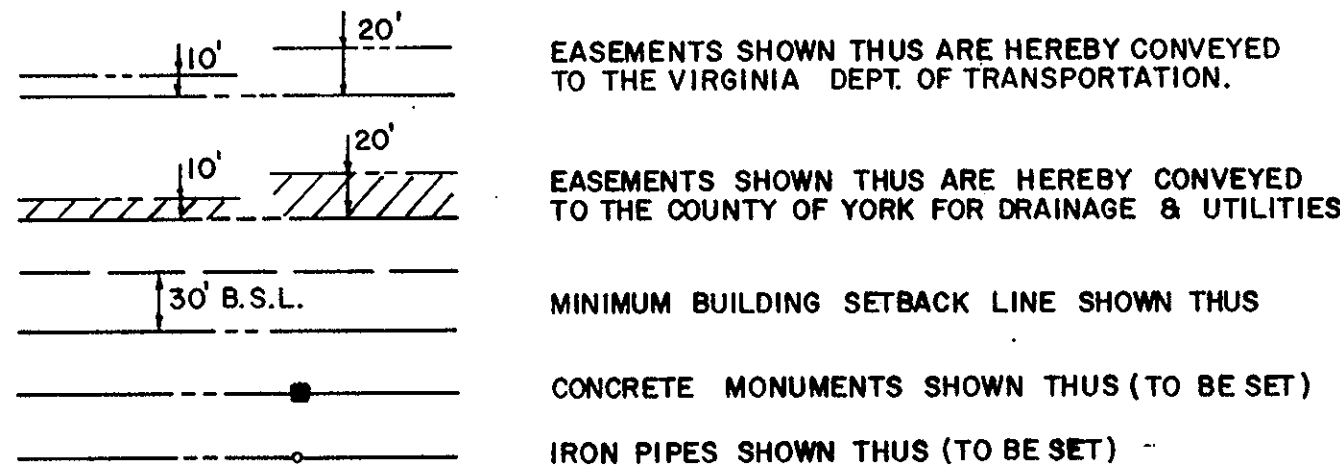 10' 20' EASEMENTS SHOWN THUS ARE HEREBY CONVEYED
TO THE VIRGINIA DEPT. OF TRANSPORTATION.
10' 20' EASEMENTS SHOWN THUS ARE HEREBY CONVEYED
TO THE COUNTY OF YORK FOR DRAINAGE & UTILITIES
30' B.S.L. MINIMUM BUILDING SETBACK LINE SHOWN THUS
CONCRETE MONUMENTS SHOWN THUS (TO BE SET)
IRON PIPES SHOWN THUS (TO BE SET)